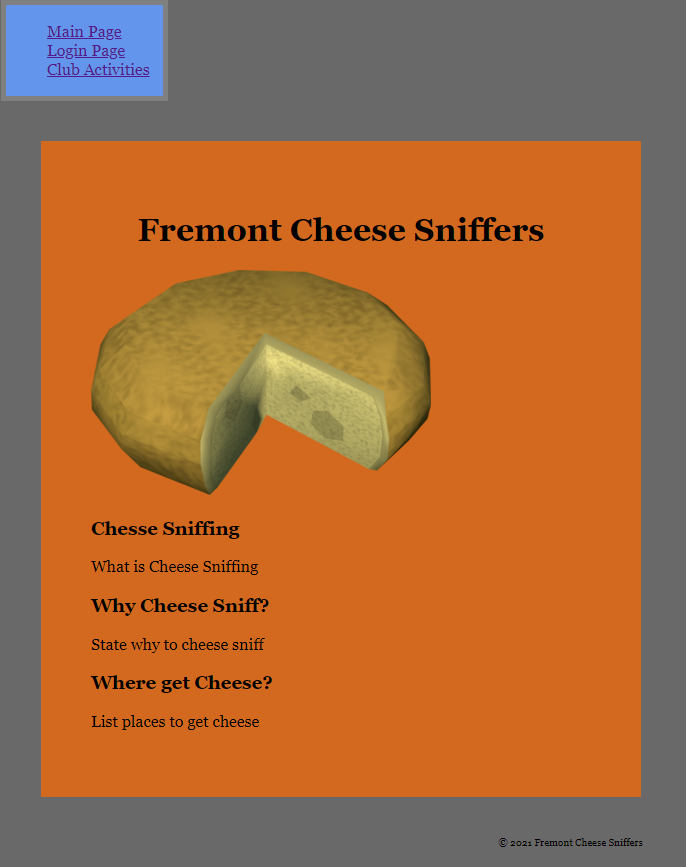 Main Page
Login Page
Club Activities
Fremont Cheese Sniffers
Chesse Sniffing
What is Cheese Sniffing
Why Cheese Sniff?
State why to cheese sniff
Where get Cheese?
List places to get cheese
© 2021 Fremont Cheese Sniffers